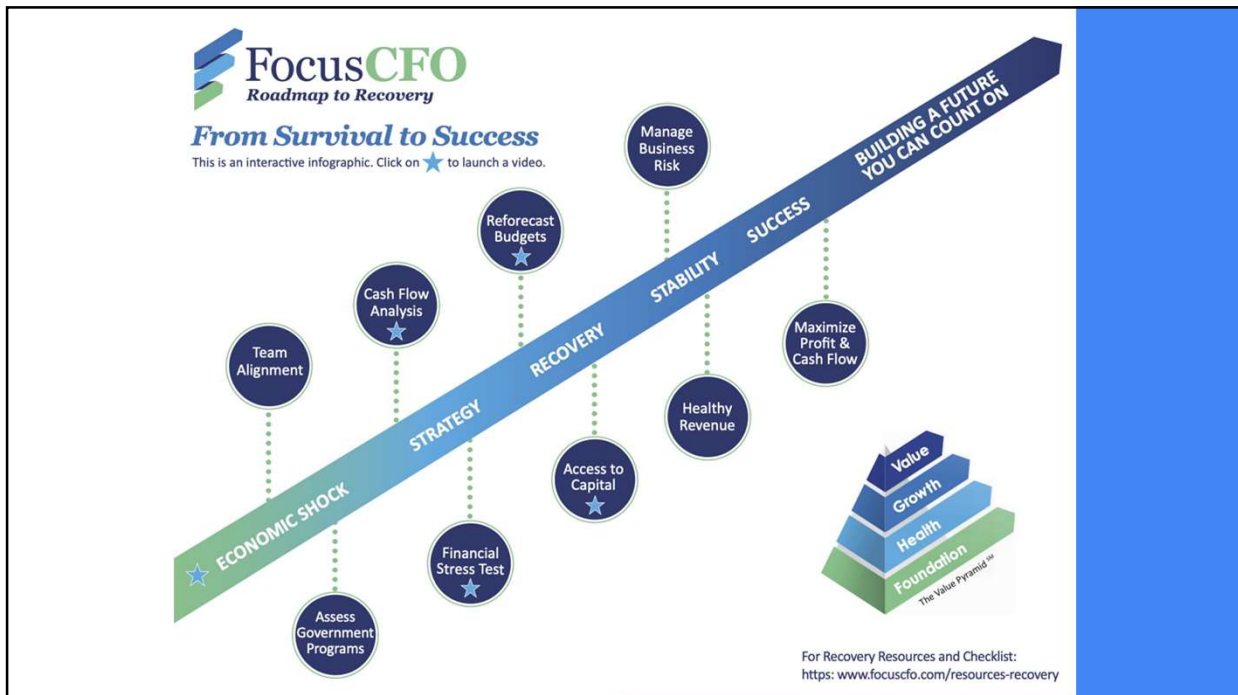 FocusCFO
Roadmap to Recovery
From Survival to Success
This is an interactive infographic. Click on to launch a video.
Team
Alignment
Cash Flow
Analysis
Reforecast
Budgets
Manage
Business
Risk
ECONOMIC SHOCK
STRATEGY
RECOVERY
STABILITY
SUCCESS
BUILDING A FUTURE
YOU CAN COUNT ON
Assess
Government
Programs
Financial
Stress Test
Access to
Capital
Healthy
Revenue
Maximize
Profit &
Cash Flow
Value
Growth
Health
Foundation
The Value Pyramid℠
For Recovery Resources and Checklist:
https: www.focuscfo.com/resources-recovery